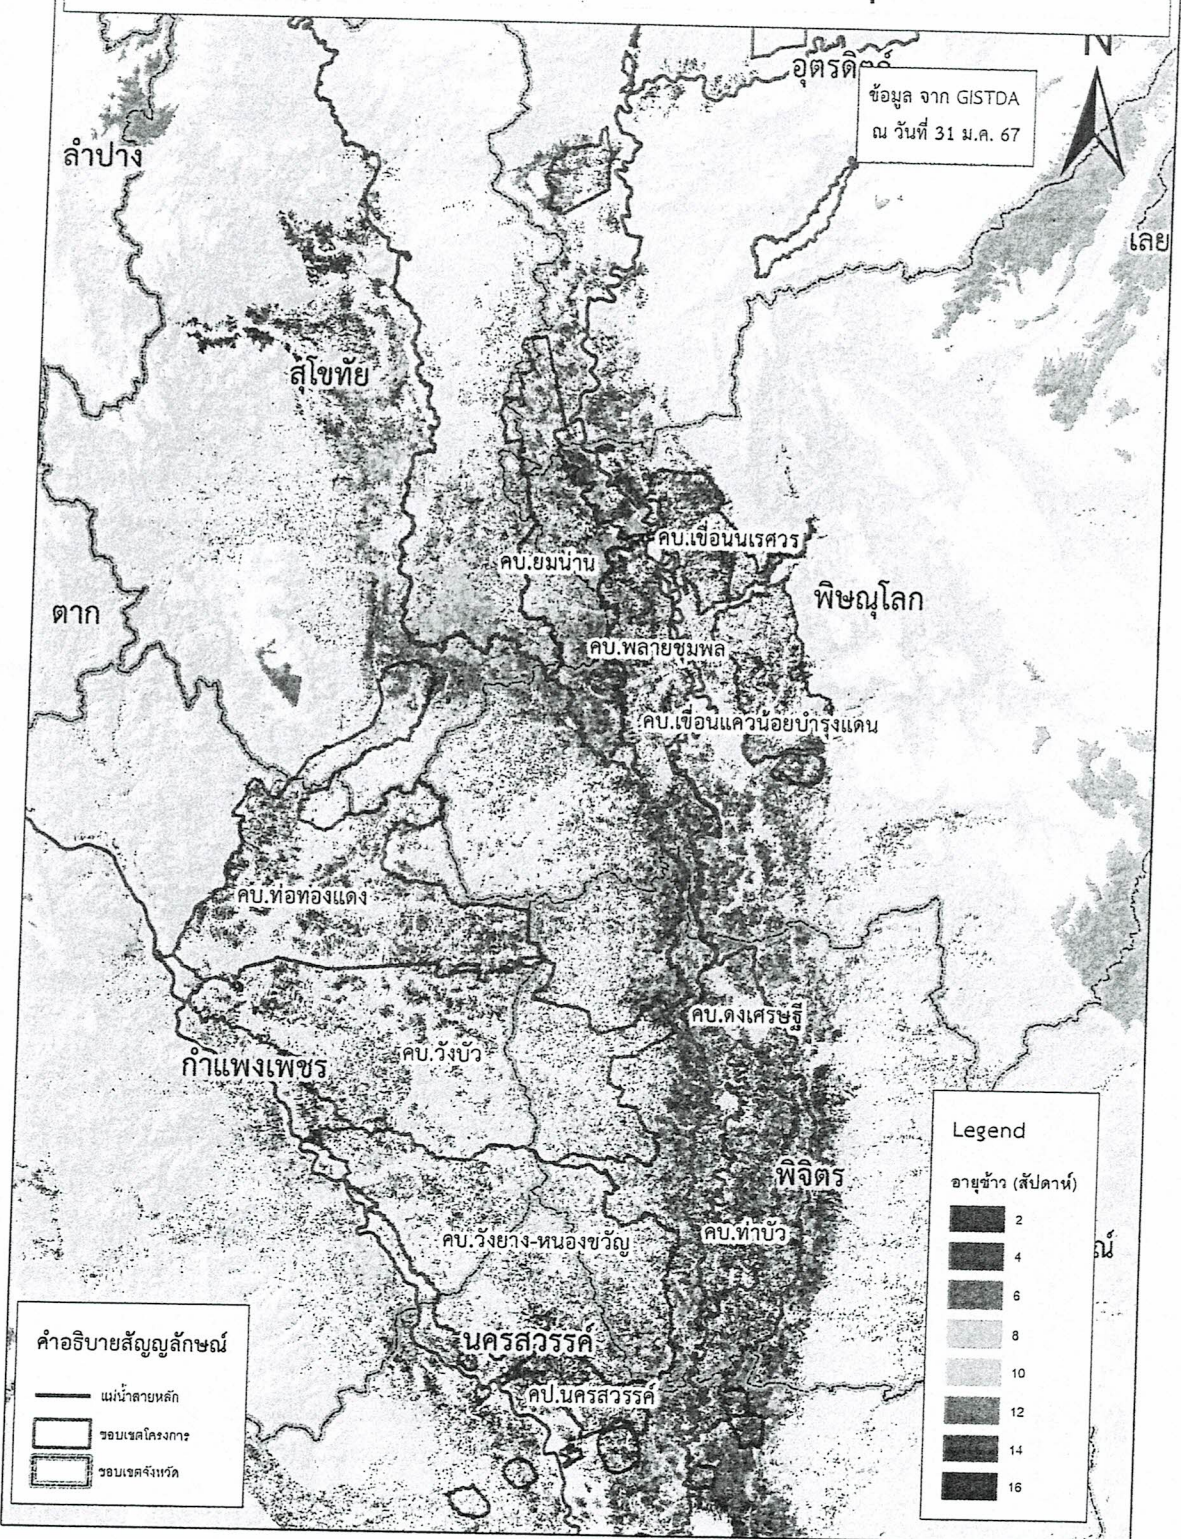 N
อุตรดิตถ์
ข้อมูล จาก GISTDA
ณ วันที่ 31 ม.ค. 67
ลำปาง
เลย
สุโขทัย
คบ.เขื่อนนเรศวร
คบ.ยมน่าน
พิษณุโลก
ตาก
คบ.พลายชุมพล
คบ.เขื่อนแควน้อยบำรุงแดน
คบ.ท่อทองแดง
คบ.ดงเศรษฐี
คบ.วังบัว
กำแพงเพชร
พิจิตร
คบ.ท่าบัว
คบ.วังยาง-หนองขวัญ
ณ์
นครสวรรค์
คป.นครสวรรค์
Legend
อายุข้าว (สัปดาห์)
2
4
6
8
10
12
14
16
คำอธิบายสัญญลักษณ์
แม่น้ำสายหลัก
ขอบเขตโครงการ
ขอบเขตจังหวัด